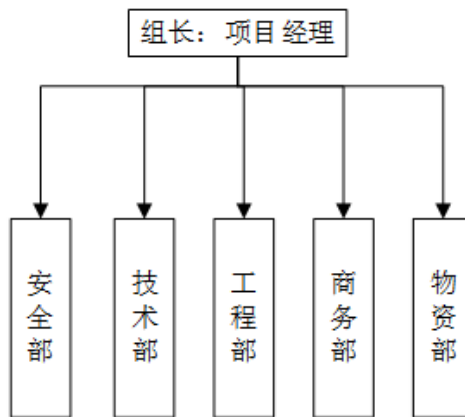 组长：项目经理
安全部
技术部
工程部
商务部
物资部